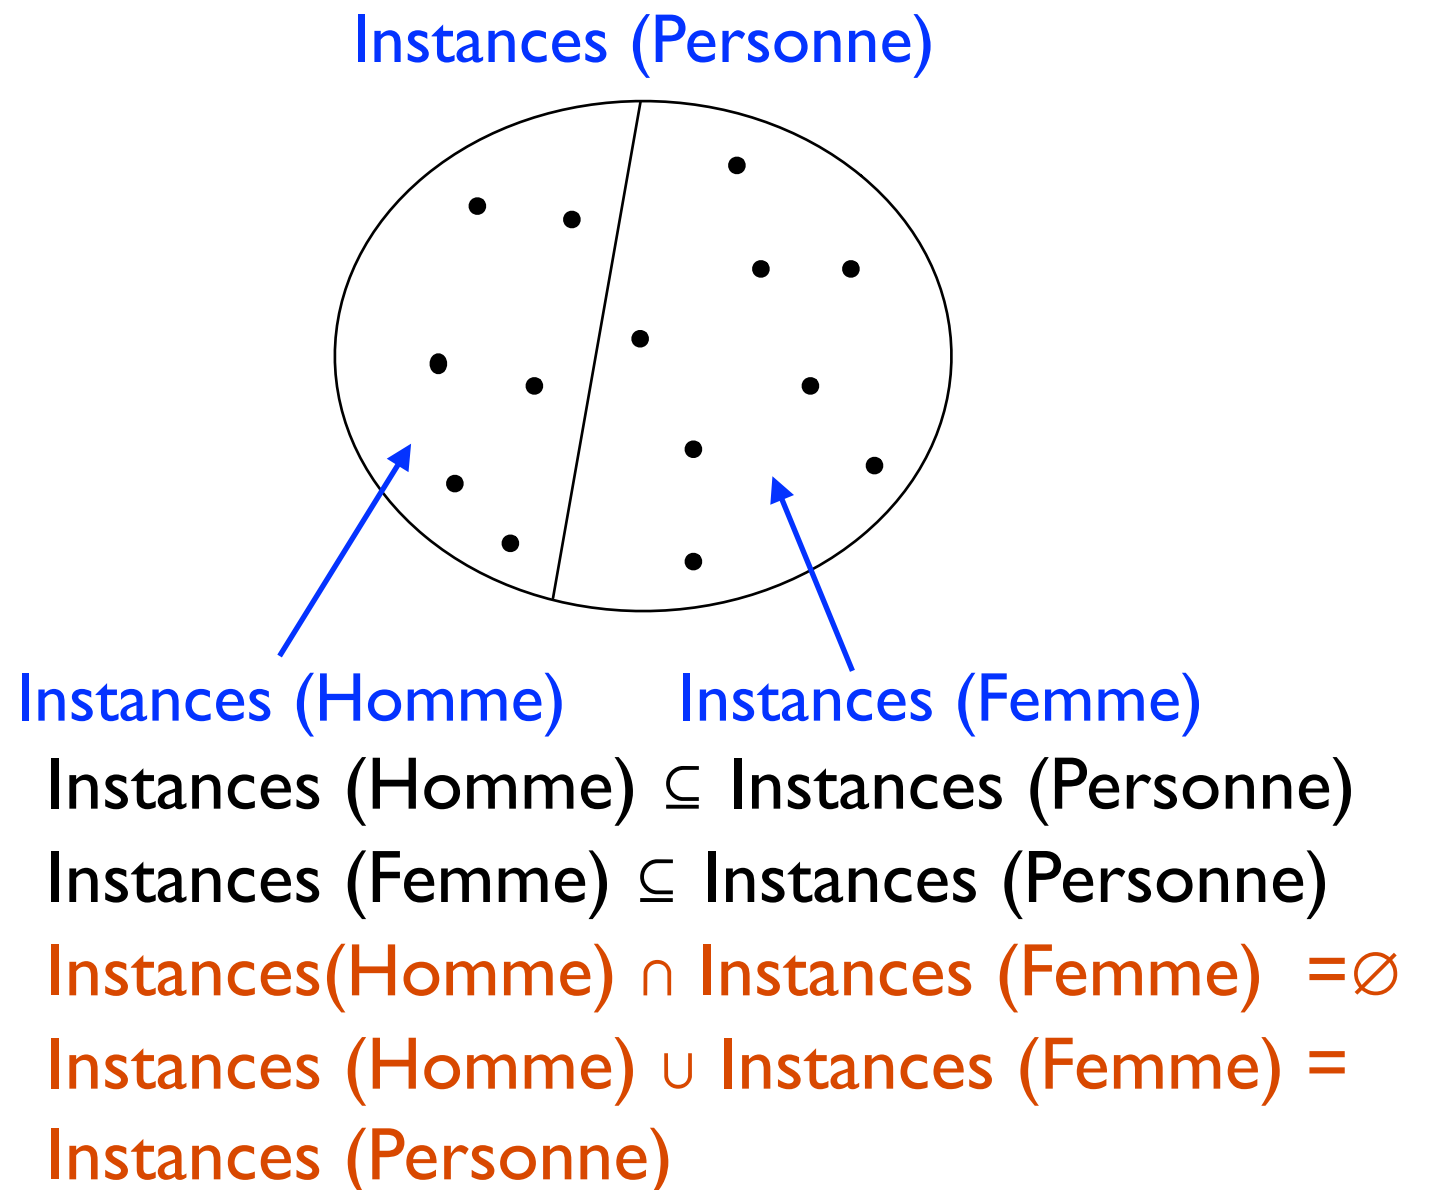 Instances (Personne)
Instances (Homme) Instances (Femme)
Instances (Homme) ⊆ Instances (Personne)
Instances (Femme) ⊆ Instances (Personne)
Instances(Homme) ∩ Instances (Femme) =∅
Instances (Homme) ∪ Instances (Femme) =
Instances (Personne)